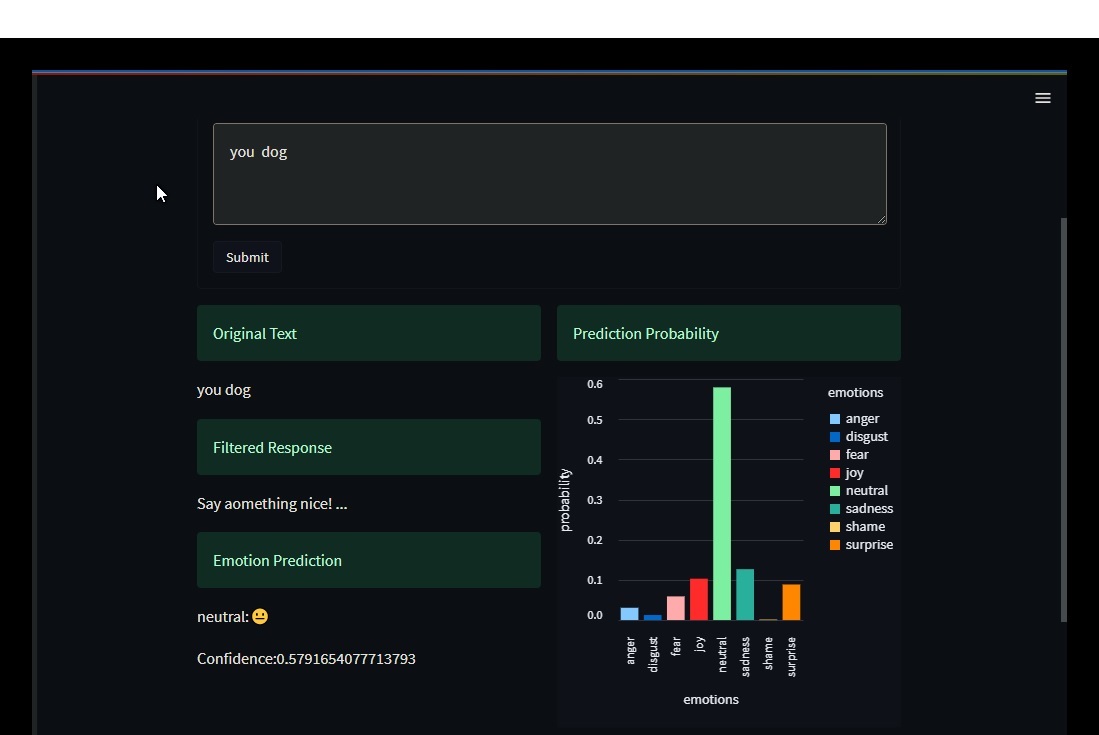 you  dog
Submit
Original Text
you dog
Filtered Response
Say aomething nice! ...
Emotion Prediction
neutral: 😐
Confidence:0.5791654077713793
Prediction Probability
0.6
0.5
0.4
0.3
0.2
0.1
0.0
probability
anger
disgust
fear
joy
neutral
sadness
shame
surprise
emotions
emotions
anger
disgust
fear
joy
neutral
sadness
shame
surprise